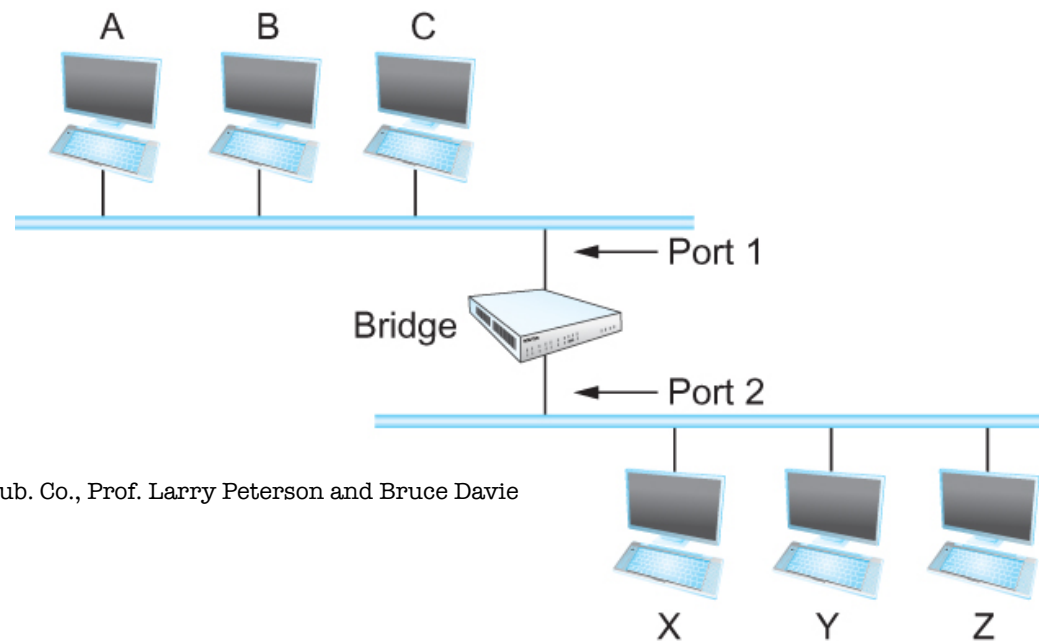 A B C
Port 1
Bridge
Port 2
ub. Co., Prof. Larry Peterson and Bruce Davie
X Y Z